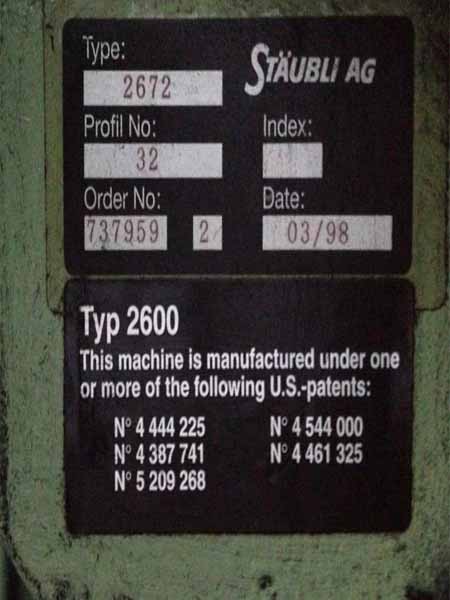 Type:
STÄUBLI AG
2672
Profil No:
Index:
32
Order No:
Date:
737959 2
03/98
Typ 2600
This machine is manufactured under one
or more of the following U.S.-patents:
N° 4 444 225 N° 4 544 000
N° 4 387 741 N° 4 461 325
N° 5 209 268